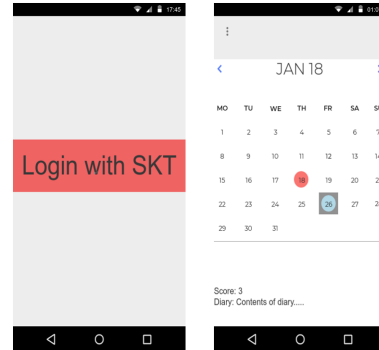 17:45
Login with SKT
01:0
JAN 18
MO TU WE TH FR SA SU
1 2 3 4 5 6 7
8 9 10 11 12 13 14
15 16 17 18 19 20 2
22 23 24 25 26 27 28
29 30 31
Score: 3
Diary: Contents of diary.....